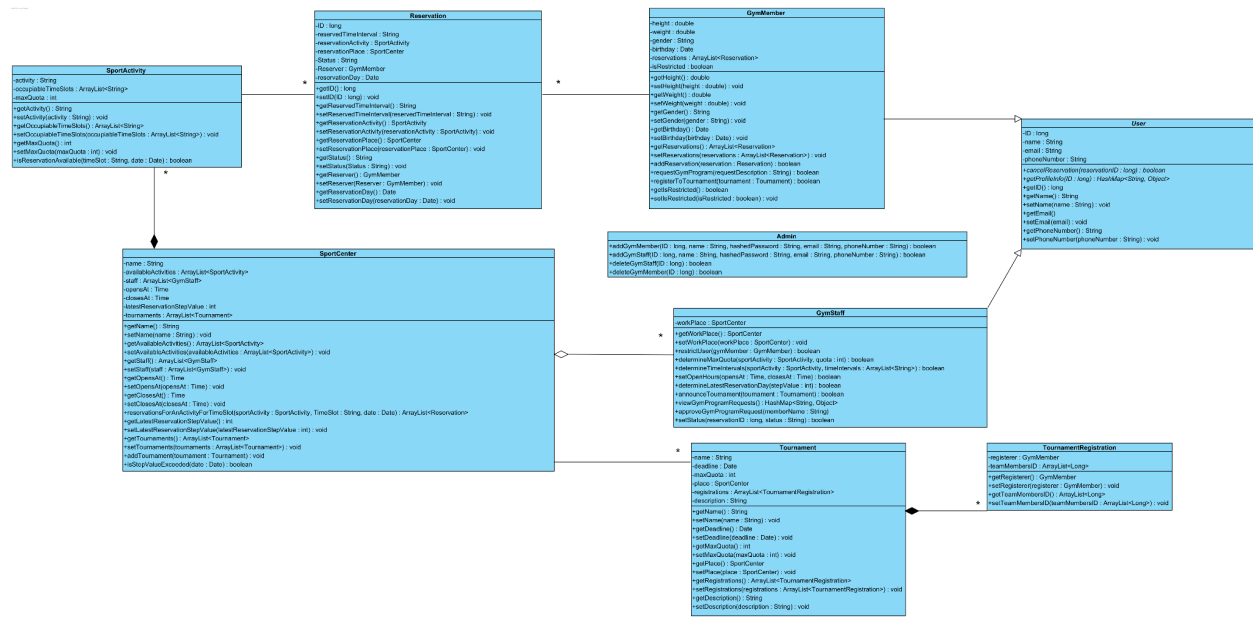 Reservation
-ID : long
-reservedTimeInterval : String
-reservationActivity : SportActivity
-reservationPlace : SportCenter
-Status : String
-Reserver : GymMember
-reservationDay : Date
+getID() : long
+setID(ID : long) : void
+getReservedTimeInterval() : String
+setReservedTimeInterval(reservedTimeInterval : String) : void
+getReservationActivity() : SportActivity
+setReservationActivity(reservationActivity : SportActivity) : void
+getReservationPlace() : SportCenter
+setReservationPlace(reservationPlace : SportCenter) : void
+getStatus() : String
+setStatus(Status : String) : void
+getReserver() : GymMember
+setReserver(Reserver : GymMember) : void
+getReservationDay() : Date
+setReservationDay(reservationDay : Date) : void
GymMember
-height : double
-weight : double
-gender : String
-birthday : Date
-reservations : ArrayList<Reservation>
-isRestricted : boolean
+getHeight() : double
+setHeight(height : double) : void
+getWeight() : double
+setWeight(weight : double) : void
+getGender() : String
+setGender(gender : String) : void
+getBirthday() : Date
+setBirthday(birthday : Date) : void
+getReservations() : ArrayList<Reservation>
+setReservations(reservations : ArrayList<Reservation>) : void
+addReservation(reservation : Reservation) : void
+requestGymProgram(requestDescription : String) : boolean
+registerToTournament(tournament : Tournament) : boolean
+getIsRestricted() : boolean
+setIsRestricted(isRestricted : boolean) : void
SportActivity
-activity : String
-occupiableTimeSlots : ArrayList<String>
-maxQuota : int
+getActivity() : String
+setActivity(activity : String) : void
+getOccupiableTimeSlots() : ArrayList<String>
+setOccupiableTimeSlots(occupiableTimeSlots : ArrayList<String>) : void
+getMaxQuota() : int
+setMaxQuota(maxQuota : int) : void
+isReservationAvailable(timeSlot : String, date : Date) : boolean
*
*
*
User
-ID : long
-name : String
-email : String
-phoneNumber : String
+cancelReservation(reservationID : long) : boolean
+getProfileInfo(ID : long) : HashMap<String, Object>
+getID() : long
+getName() : String
+setName(name : String) : void
+getEmail()
+setEmail(email) : void
+getPhoneNumber() : String
+setPhoneNumber(phoneNumber : String) : void
Admin
+addGymMember(ID : long, name : String, hashedPassword : String, email : String, phoneNumber : String) : boolean
+addGymStaff(ID : long, name : String, hashedPassword : String, email : String, phoneNumber : String) : boolean
+deleteGymStaff(ID : long) : boolean
+deleteGymMember(ID : long) : boolean
SportCenter
-name : String
-availableActivities : ArrayList<SportActivity>
-staff : ArrayList<GymStaff>
-opensAt : Time
-closesAt : Time
-latestReservationStepValue : int
-tournaments : ArrayList<Tournament>
+getName() : String
+setName(name : String) : void
+getAvailableActivities() : ArrayList<SportActivity>
+setAvailableActivities(availableActivities : ArrayList<SportActivity>) : void
+getStaff() : ArrayList<GymStaff>
+setStaff(staff : ArrayList<GymStaff>) : void
+getOpensAt() : Time
+setOpensAt(opensAt : Time) : void
+getClosesAt() : Time
+setClosesAt(closesAt : Time) : void
+reservationsForAnActivityForTimeSlot(sportActivity : SportActivity, TimeSlot : String, date : Date) : ArrayList<Reservation>
+getLatestReservationStepValue() : int
+setLatestReservationStepValue(latestReservationStepValue : int) : void
+getTournaments() : ArrayList<Tournament>
+setTournaments(tournaments : ArrayList<Tournament>) : void
+addTournament(tournament : Tournament) : void
+isStepValueExceeded(date : Date) : boolean
*
GymStaff
-workPlace : SportCenter
+getWorkPlace() : SportCenter
+setWorkPlace(workPlace : SportCenter) : void
+restrictUser(gymMember : GymMember) : boolean
+determineMaxQuota(sportActivity : SportActivity, quota : int) : boolean
+determineTimeIntervals(sportActivity : SportActivity, timeIntervals : ArrayList<String>) : boolean
+setOpenHours(opensAt : Time, closesAt : Time) : boolean
+determineLatestReservationDay(stepValue : int) : boolean
+announceTournament(tournament : Tournament) : boolean
+viewGymProgramRequests() : HashMap<String, Object>
+approveGymProgramRequest(memberName : String)
+setStatus(reservationID : long, status : String) : boolean
*
Tournament
-name : String
-deadline : Date
-maxQuota : int
-place : SportCenter
-registrations : ArrayList<TournamentRegistration>
-description : String
+getName() : String
+setName(name : String) : void
+getDeadline() : Date
+setDeadline(deadline : Date) : void
+getMaxQuota() : int
+setMaxQuota(maxQuota : int) : void
+getPlace() : SportCenter
+setPlace(place : SportCenter) : void
+getRegistrations() : ArrayList<TournamentRegistration>
+setRegistrations(registrations : ArrayList<TournamentRegistration>) : void
+getDescription() : String
+setDescription(description : String) : void
*
TournamentRegistration
-registerer : GymMember
-teamMembersID : ArrayList<Long>
+getRegisterer() : GymMember
+setRegisterer(registerer : GymMember) : void
+getTeamMembersID() : ArrayList<Long>
+setTeamMembersID(teamMembersID : ArrayList<Long>) : void